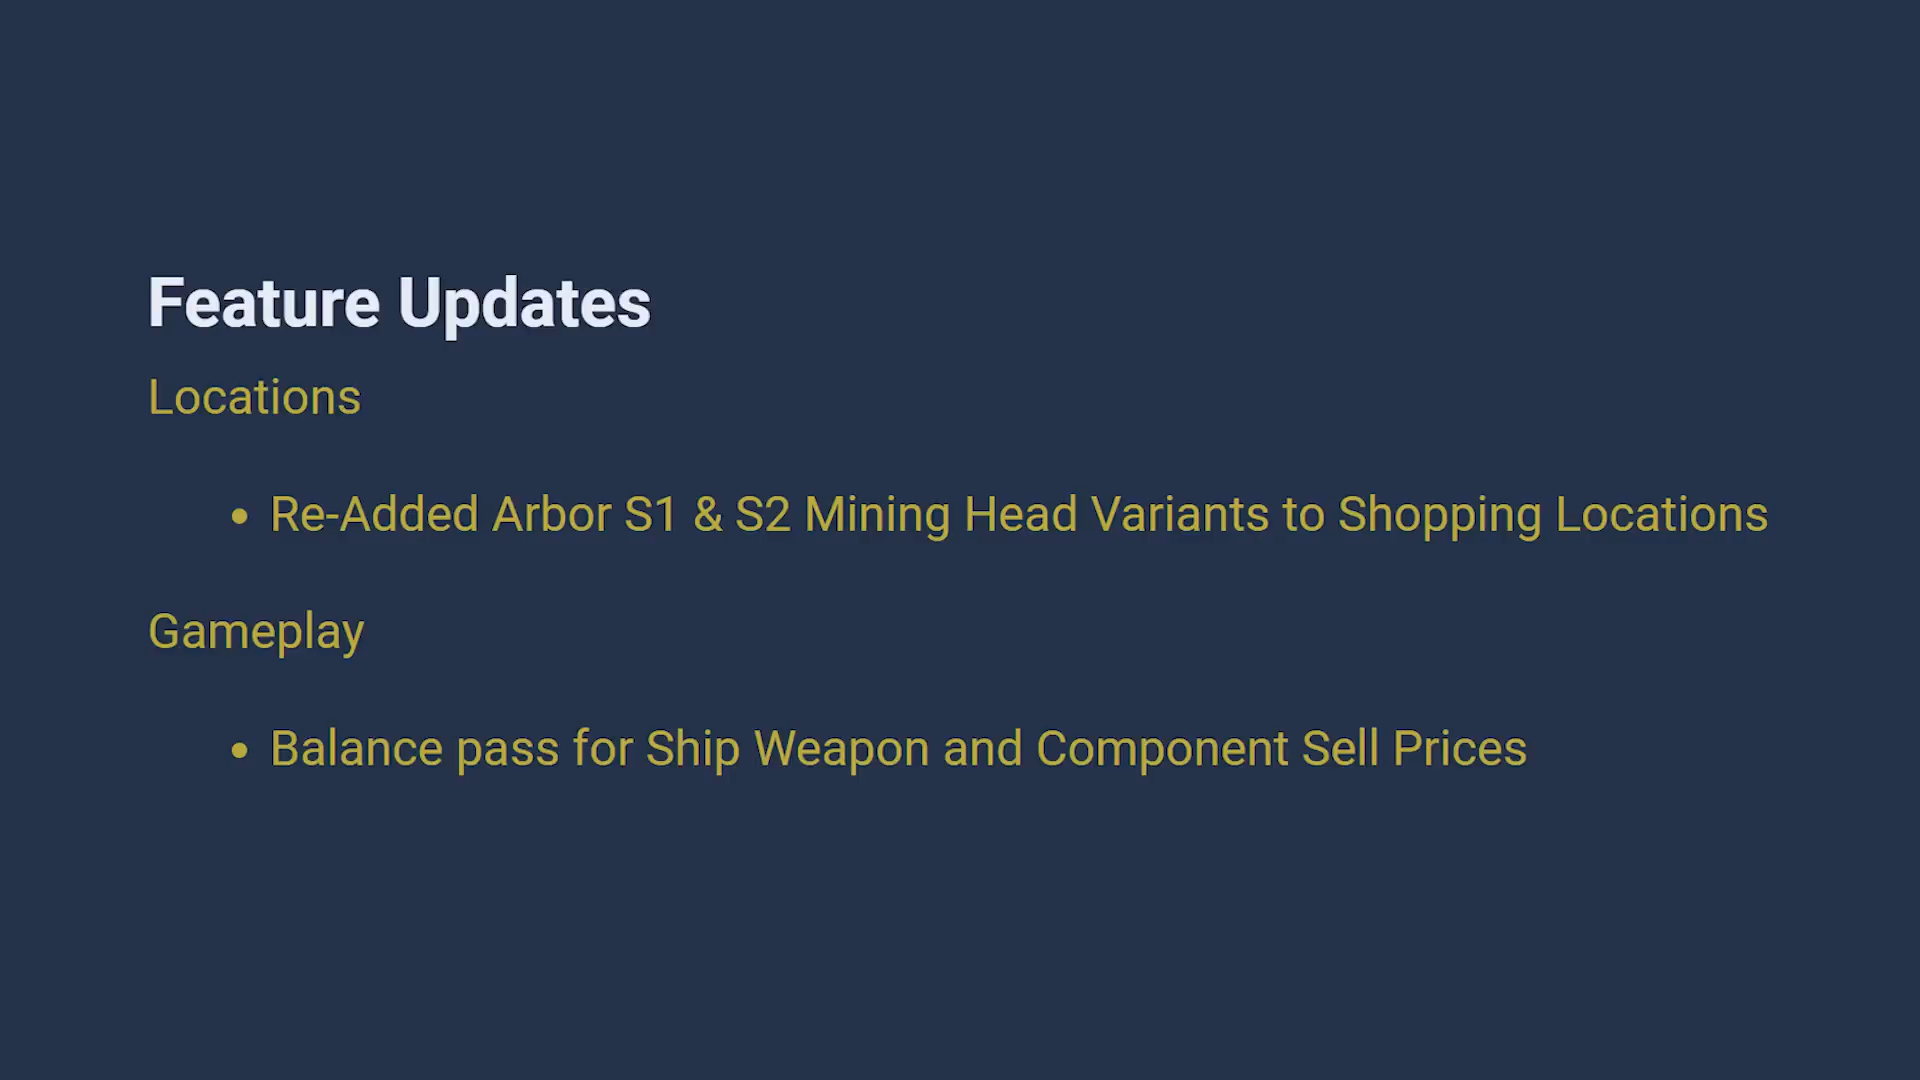 Feature Updates
Locations
• Re-Added Arbor S1 & S2 Mining Head Variants to Shopping Locations
Gameplay
• Balance pass for Ship Weapon and Component Sell Prices